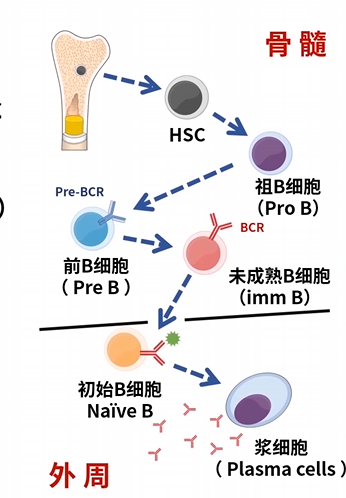 骨髓
HSC
祖B细胞
（Pro B）
Pre-BCR
BCR
前B细胞
（Pre B）
未成熟B细胞
（imm B）
初始B细胞
Naïve B
浆细胞
（Plasma cells）
外周